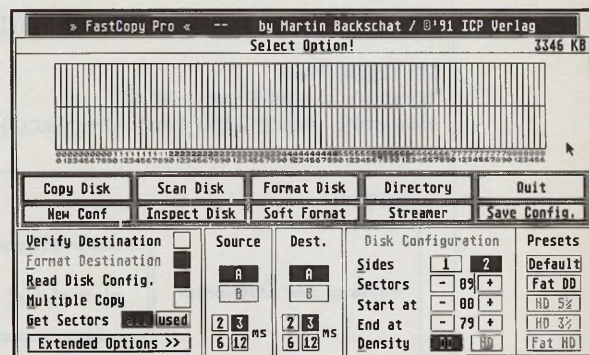 » FastCopy Pro « -- by Martin Backschat / ©'91 ICP Verlag
Select Option! 3346 KB
Copy Disk Scan Disk Format Disk Directory Quit
New Conf Inspect Disk Soft Format Streamer Save Config.
Verify Destination Source Dest. Disk Configuration Presets
Format Destination A A Sides 1 2 Default
Read Disk Config. B B Sectors - 09 + Fat DD
Multiple Copy Start at - 00 + HD 5¼
Get Sectors all used 2 3 ms 2 3 ms End at - 79 + HD 3½
Extended Options >> 6 12 6 12 Density DD HD Fat HD